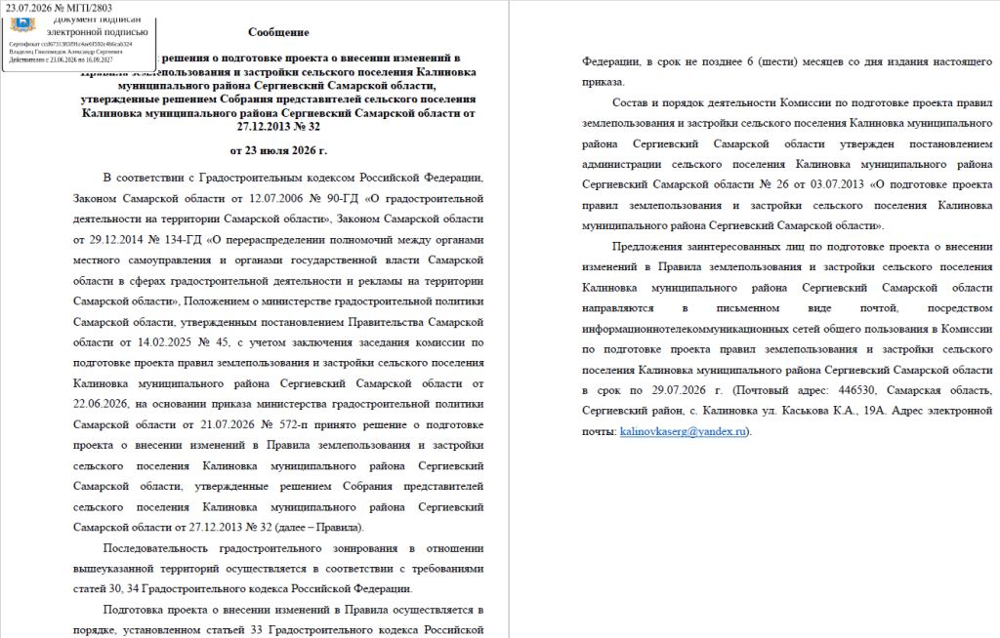 23.07.2026 № МГП/2803
Документ подписан
электронной подписью
Владелец Гниломедов Александр Сергеевич
Действителен с 23.06.2026 по 16.09.2027
Сообщение
решения о подготовке проекта о внесении изменений в
Правила землепользования и застройки сельского поселения Калиновка
муниципального района Сергиевский Самарской области,
утвержденные решением Собрания представителей сельского поселения
Калиновка муниципального района Сергиевский Самарской области от
27.12.2013 № 32
от 23 июля 2026 г.
В соответствии с Градостроительным кодексом Российской Федерации,
Законом Самарской области от 12.07.2006 № 90-ГД «О градостроительной
деятельности на территории Самарской области», Законом Самарской области
от 29.12.2014 № 134-ГД «О перераспределении полномочий между органами
местного самоуправления и органами государственной власти Самарской
области в сферах градостроительной деятельности и рекламы на территории
Самарской области», Положением о министерстве градостроительной политики
Самарской области, утвержденным постановлением Правительства Самарской
области от 14.02.2025 № 45, с учетом заключения заседания комиссии по
подготовке проекта правил землепользования и застройки сельского поселения
Калиновка муниципального района Сергиевский Самарской области от
22.06.2026, на основании приказа министерства градостроительной политики
Самарской области от 21.07.2026 № 572-п принято решение о подготовке
проекта о внесении изменений в Правила землепользования и застройки
сельского поселения Калиновка муниципального района Сергиевский
Самарской области, утвержденные решением Собрания представителей
сельского поселения Калиновка муниципального района Сергиевский
Самарской области от 27.12.2013 № 32 (далее – Правила).
Последовательность градостроительного зонирования в отношении
вышеуказанной территорий осуществляется в соответствии с требованиями
статей 30, 34 Градостроительного кодекса Российской Федерации.
Подготовка проекта о внесении изменений в Правила осуществляется в
порядке, установленном статьей 33 Градостроительного кодекса Российской
Федерации, в срок не позднее 6 (шести) месяцев со дня издания настоящего
приказа.
Состав и порядок деятельности Комиссии по подготовке проекта правил
землепользования и застройки сельского поселения Калиновка муниципального
района Сергиевский Самарской области утвержден постановлением
администрации сельского поселения Калиновка муниципального района
Сергиевский Самарской области № 26 от 03.07.2013 «О подготовке проекта
правил землепользования и застройки сельского поселения Калиновка
муниципального района Сергиевский Самарской области».
Предложения заинтересованных лиц по подготовке проекта о внесении
изменений в Правила землепользования и застройки сельского поселения
Калиновка муниципального района Сергиевский Самарской области
направляются в письменном виде почтой, посредством
информационнотелекоммуникационных сетей общего пользования в Комиссии
по подготовке проекта правил землепользования и застройки сельского
поселения Калиновка муниципального района Сергиевский Самарской области
в срок по 29.07.2026 г. (Почтовый адрес: 446530, Самарская область,
Сергиевский район, с. Калиновка ул. Каськова К.А., 19А. Адрес электронной
почты: kalinovkaserg@yandex.ru).